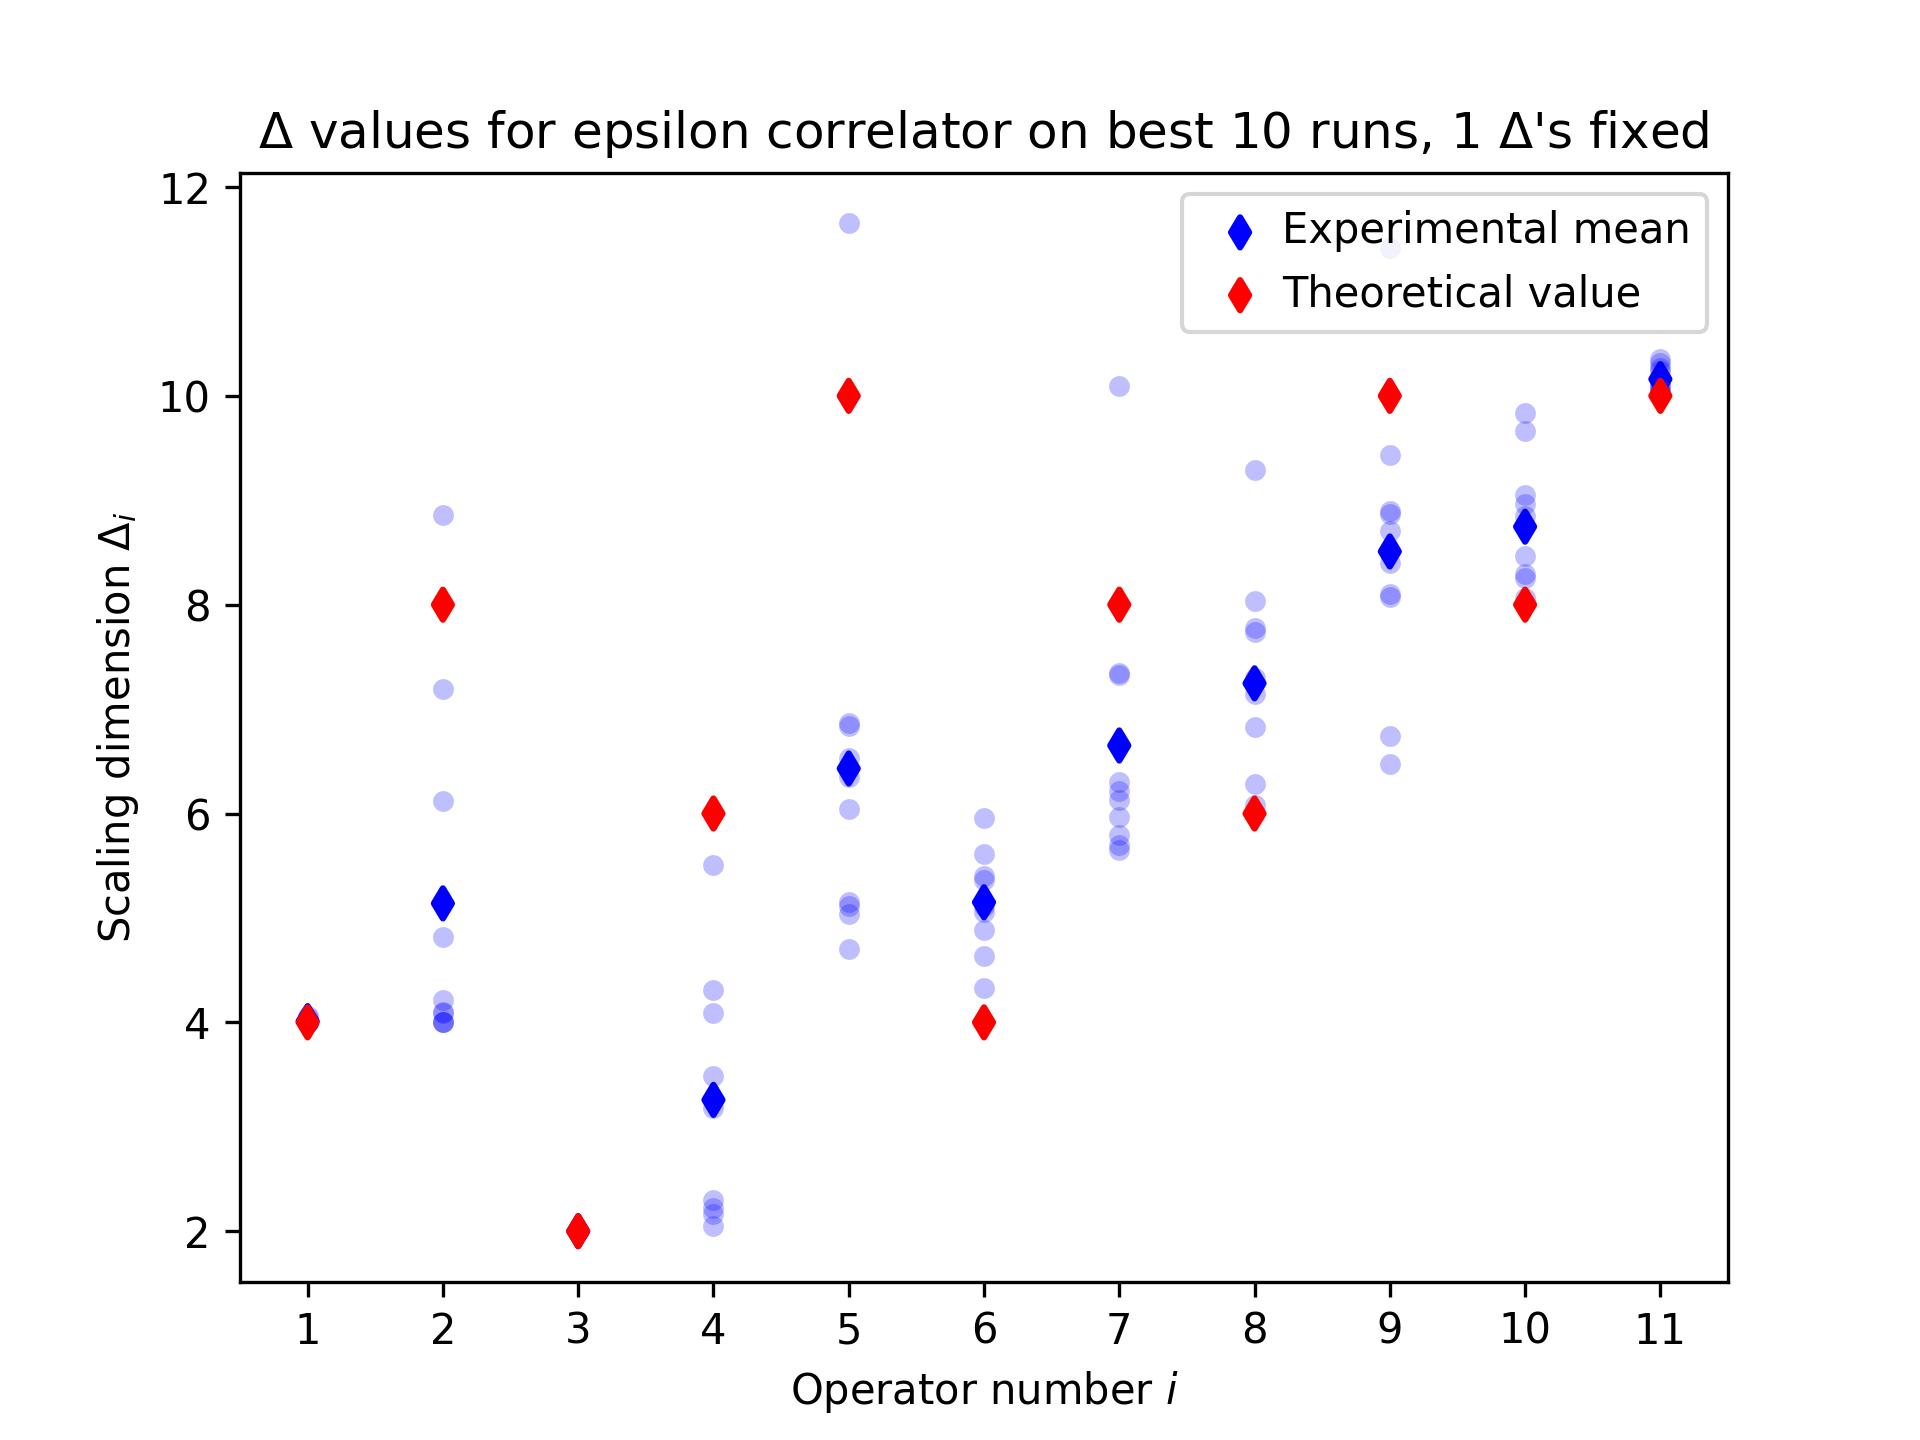 Δ values for epsilon correlator on best 10 runs, 1 Δ's fixed
12
10
8
6
4
2
Scaling dimension Δᵢ
Experimental mean
Theoretical value
1 2 3 4 5 6 7 8 9 10 11
Operator number i